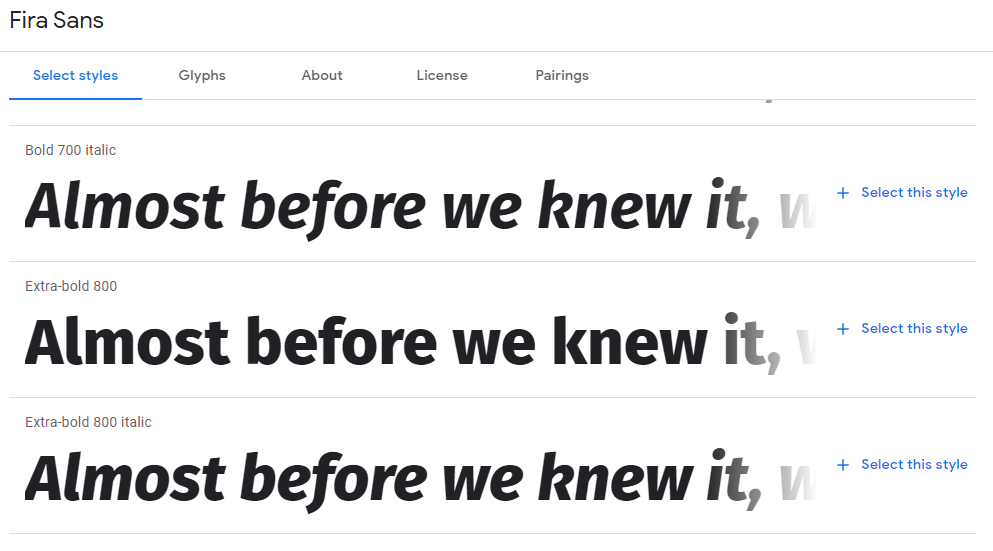 Fira Sans
Select styles Glyphs About License Pairings
Bold 700 italic
Almost before we knew it, w
+ Select this style
Extra-bold 800
Almost before we knew it, w
+ Select this style
Extra-bold 800 italic
Almost before we knew it, w
+ Select this style